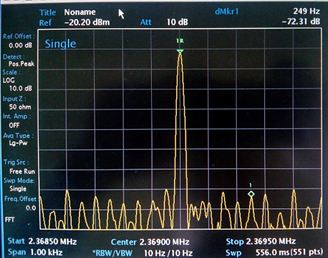 Title Noname dMkr1 249 Hz
Ref -20.20 dBm Att 10 dB -72.31 dB
Ref Offset :
0.00 dB
Detect :
Pos.Peak
Scale :
LOG
10.0 dB
Input Z :
50 ohm
Int. Amp :
OFF
Avg Type :
Lg-Pw
Trig Src :
Free Run
Swp Mode :
Single
Freq.Offset :
0.0
FFT
Single
1R
1
Start 2.36850 MHz Center 2.36900 MHz Stop 2.36950 MHz
Span 1.00 kHz *RBW/VBW 10 Hz / 10 Hz Swp 556.0 ms(551 pts)